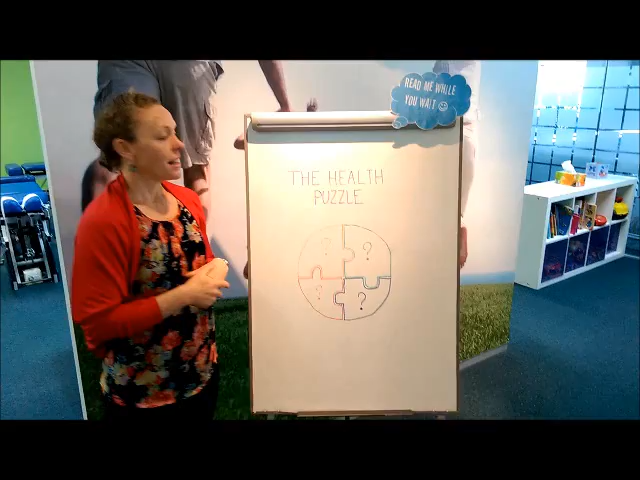 READ ME WHILE
YOU WAIT ☺
THE HEALTH
PUZZLE
? ?
? ?